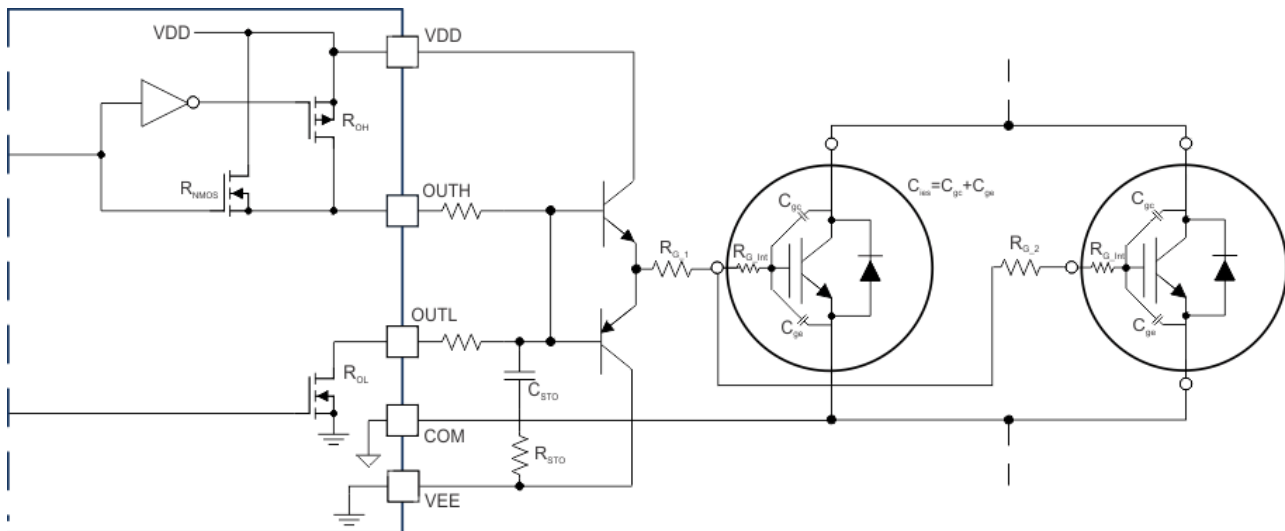 VDD
VDD
R_OH
R_NMOS
OUTH
OUTL
R_OL
C_STO
COM
R_STO
VEE
R_G_1
R_G_Int
C_gc
C_ge
C_ies=C_gc+C_ge
R_G_2
R_G_Int
C_gc
C_ge